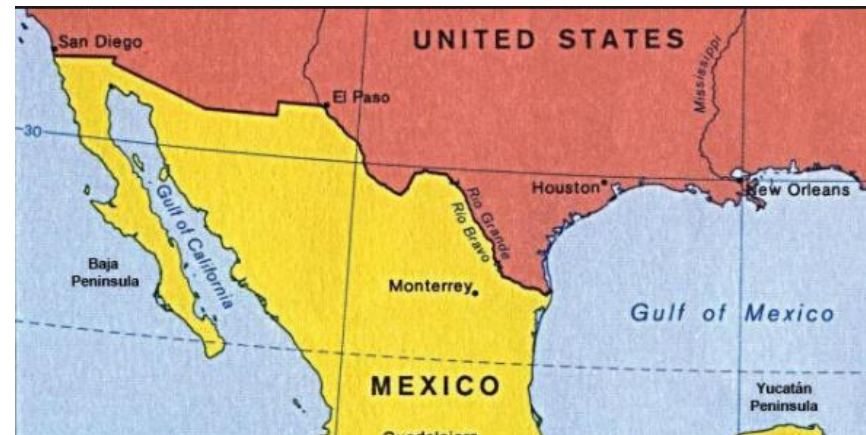 San Diego
UNITED STATES
Mississippi
El Paso
30
Houston
New Orleans
Rio Grande
Río Bravo
Gulf of California
Baja
Peninsula
Monterrey
Gulf of Mexico
MEXICO
Yucatán
Peninsula